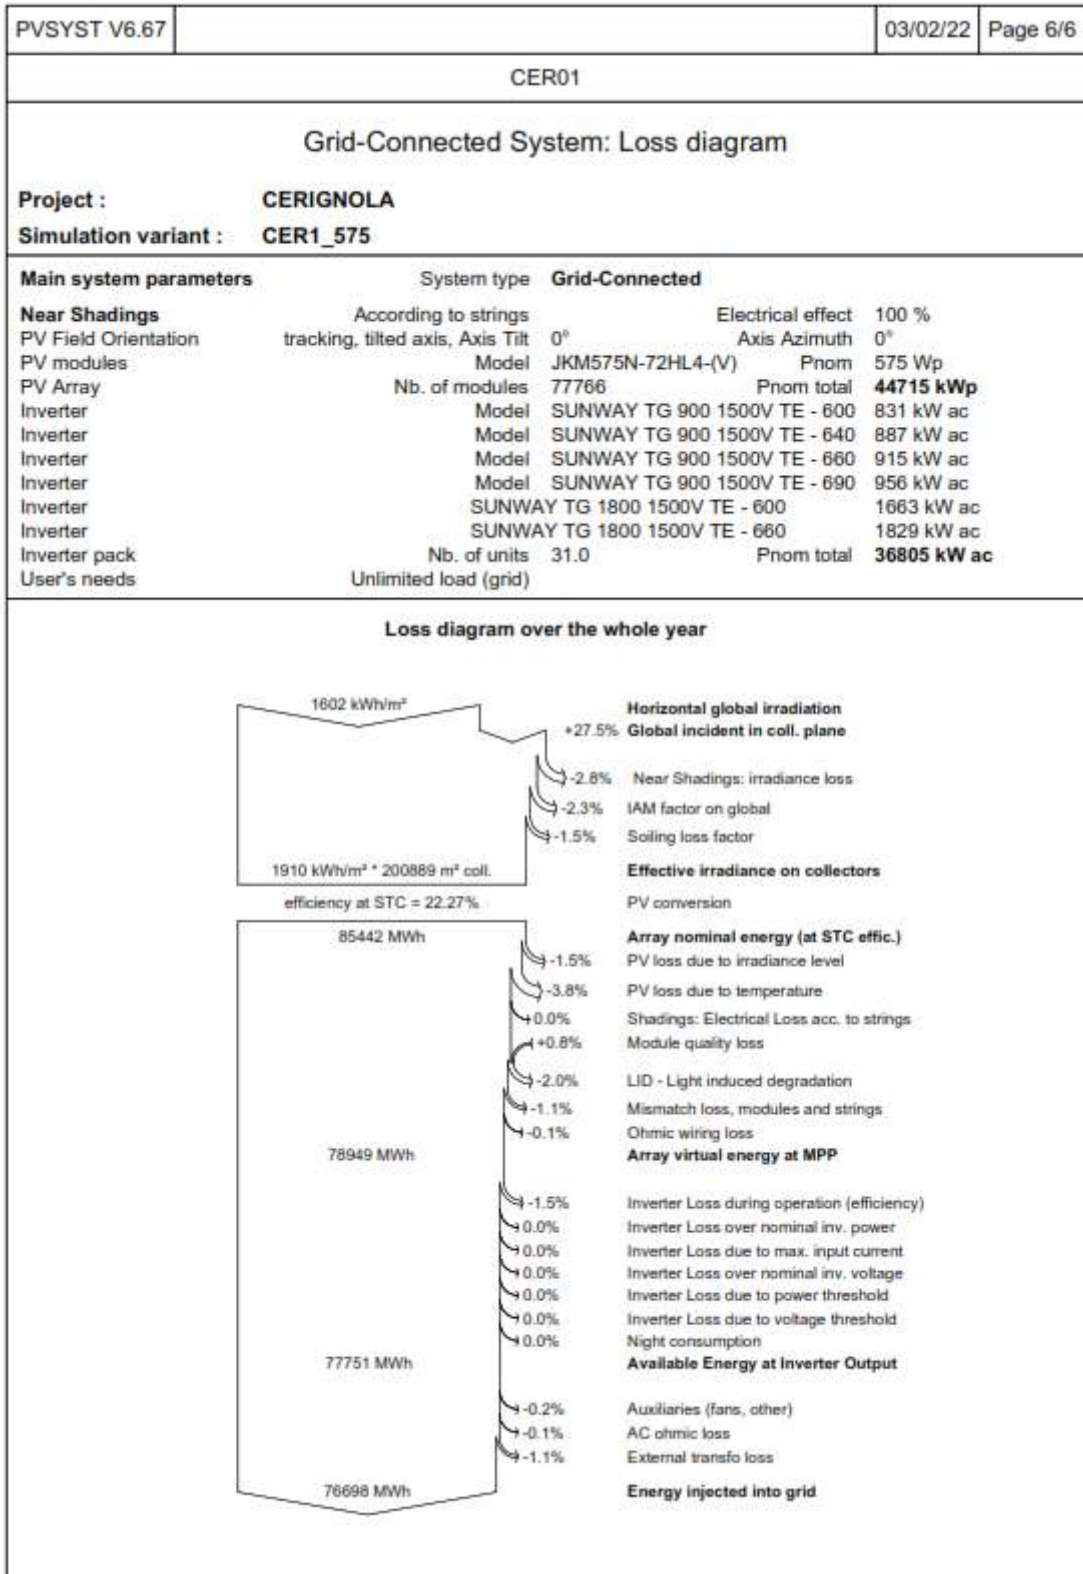 PVSYST V6.67 03/02/22 Page 6/6
CER01
Grid-Connected System: Loss diagram
Project : CERIGNOLA
Simulation variant : CER1_575
Main system parameters System type Grid-Connected
Near Shadings According to strings Electrical effect 100 %
PV Field Orientation tracking, tilted axis, Axis Tilt 0° Axis Azimuth 0°
PV modules Model JKM575N-72HL4-(V) Pnom 575 Wp
PV Array Nb. of modules 77766 Pnom total 44715 kWp
Inverter Model SUNWAY TG 900 1500V TE - 600 831 kW ac
Inverter Model SUNWAY TG 900 1500V TE - 640 887 kW ac
Inverter Model SUNWAY TG 900 1500V TE - 660 915 kW ac
Inverter Model SUNWAY TG 900 1500V TE - 690 956 kW ac
Inverter SUNWAY TG 1800 1500V TE - 600 1663 kW ac
Inverter SUNWAY TG 1800 1500V TE - 660 1829 kW ac
Inverter pack Nb. of units 31.0 Pnom total 36805 kW ac
User's needs Unlimited load (grid)
Loss diagram over the whole year
1602 kWh/m² Horizontal global irradiation
+27.5% Global incident in coll. plane
-2.8% Near Shadings: irradiance loss
-2.3% IAM factor on global
-1.5% Soiling loss factor
1910 kWh/m² * 200889 m² coll. Effective irradiance on collectors
efficiency at STC = 22.27% PV conversion
85442 MWh Array nominal energy (at STC effic.)
-1.5% PV loss due to irradiance level
-3.8% PV loss due to temperature
0.0% Shadings: Electrical Loss acc. to strings
+0.8% Module quality loss
-2.0% LID - Light induced degradation
-1.1% Mismatch loss, modules and strings
-0.1% Ohmic wiring loss
78949 MWh Array virtual energy at MPP
-1.5% Inverter Loss during operation (efficiency)
0.0% Inverter Loss over nominal inv. power
0.0% Inverter Loss due to max. input current
0.0% Inverter Loss over nominal inv. voltage
0.0% Inverter Loss due to power threshold
0.0% Inverter Loss due to voltage threshold
0.0% Night consumption
77751 MWh Available Energy at Inverter Output
-0.2% Auxiliaries (fans, other)
-0.1% AC ohmic loss
-1.1% External transfo loss
76698 MWh Energy injected into grid